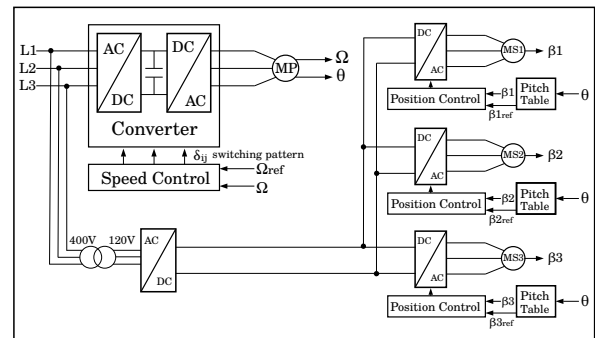 L1
L2
L3
AC
DC
DC
AC
Converter
MP
Ω
θ
δij switching pattern
Speed Control
Ωref
Ω
400V
120V
AC
DC
DC
AC
MS1
β1
Position Control
β1
β1ref
Pitch
Table
θ
DC
AC
MS2
β2
Position Control
β2
β2ref
Pitch
Table
θ
DC
AC
MS3
β3
Position Control
β3
β3ref
Pitch
Table
θ